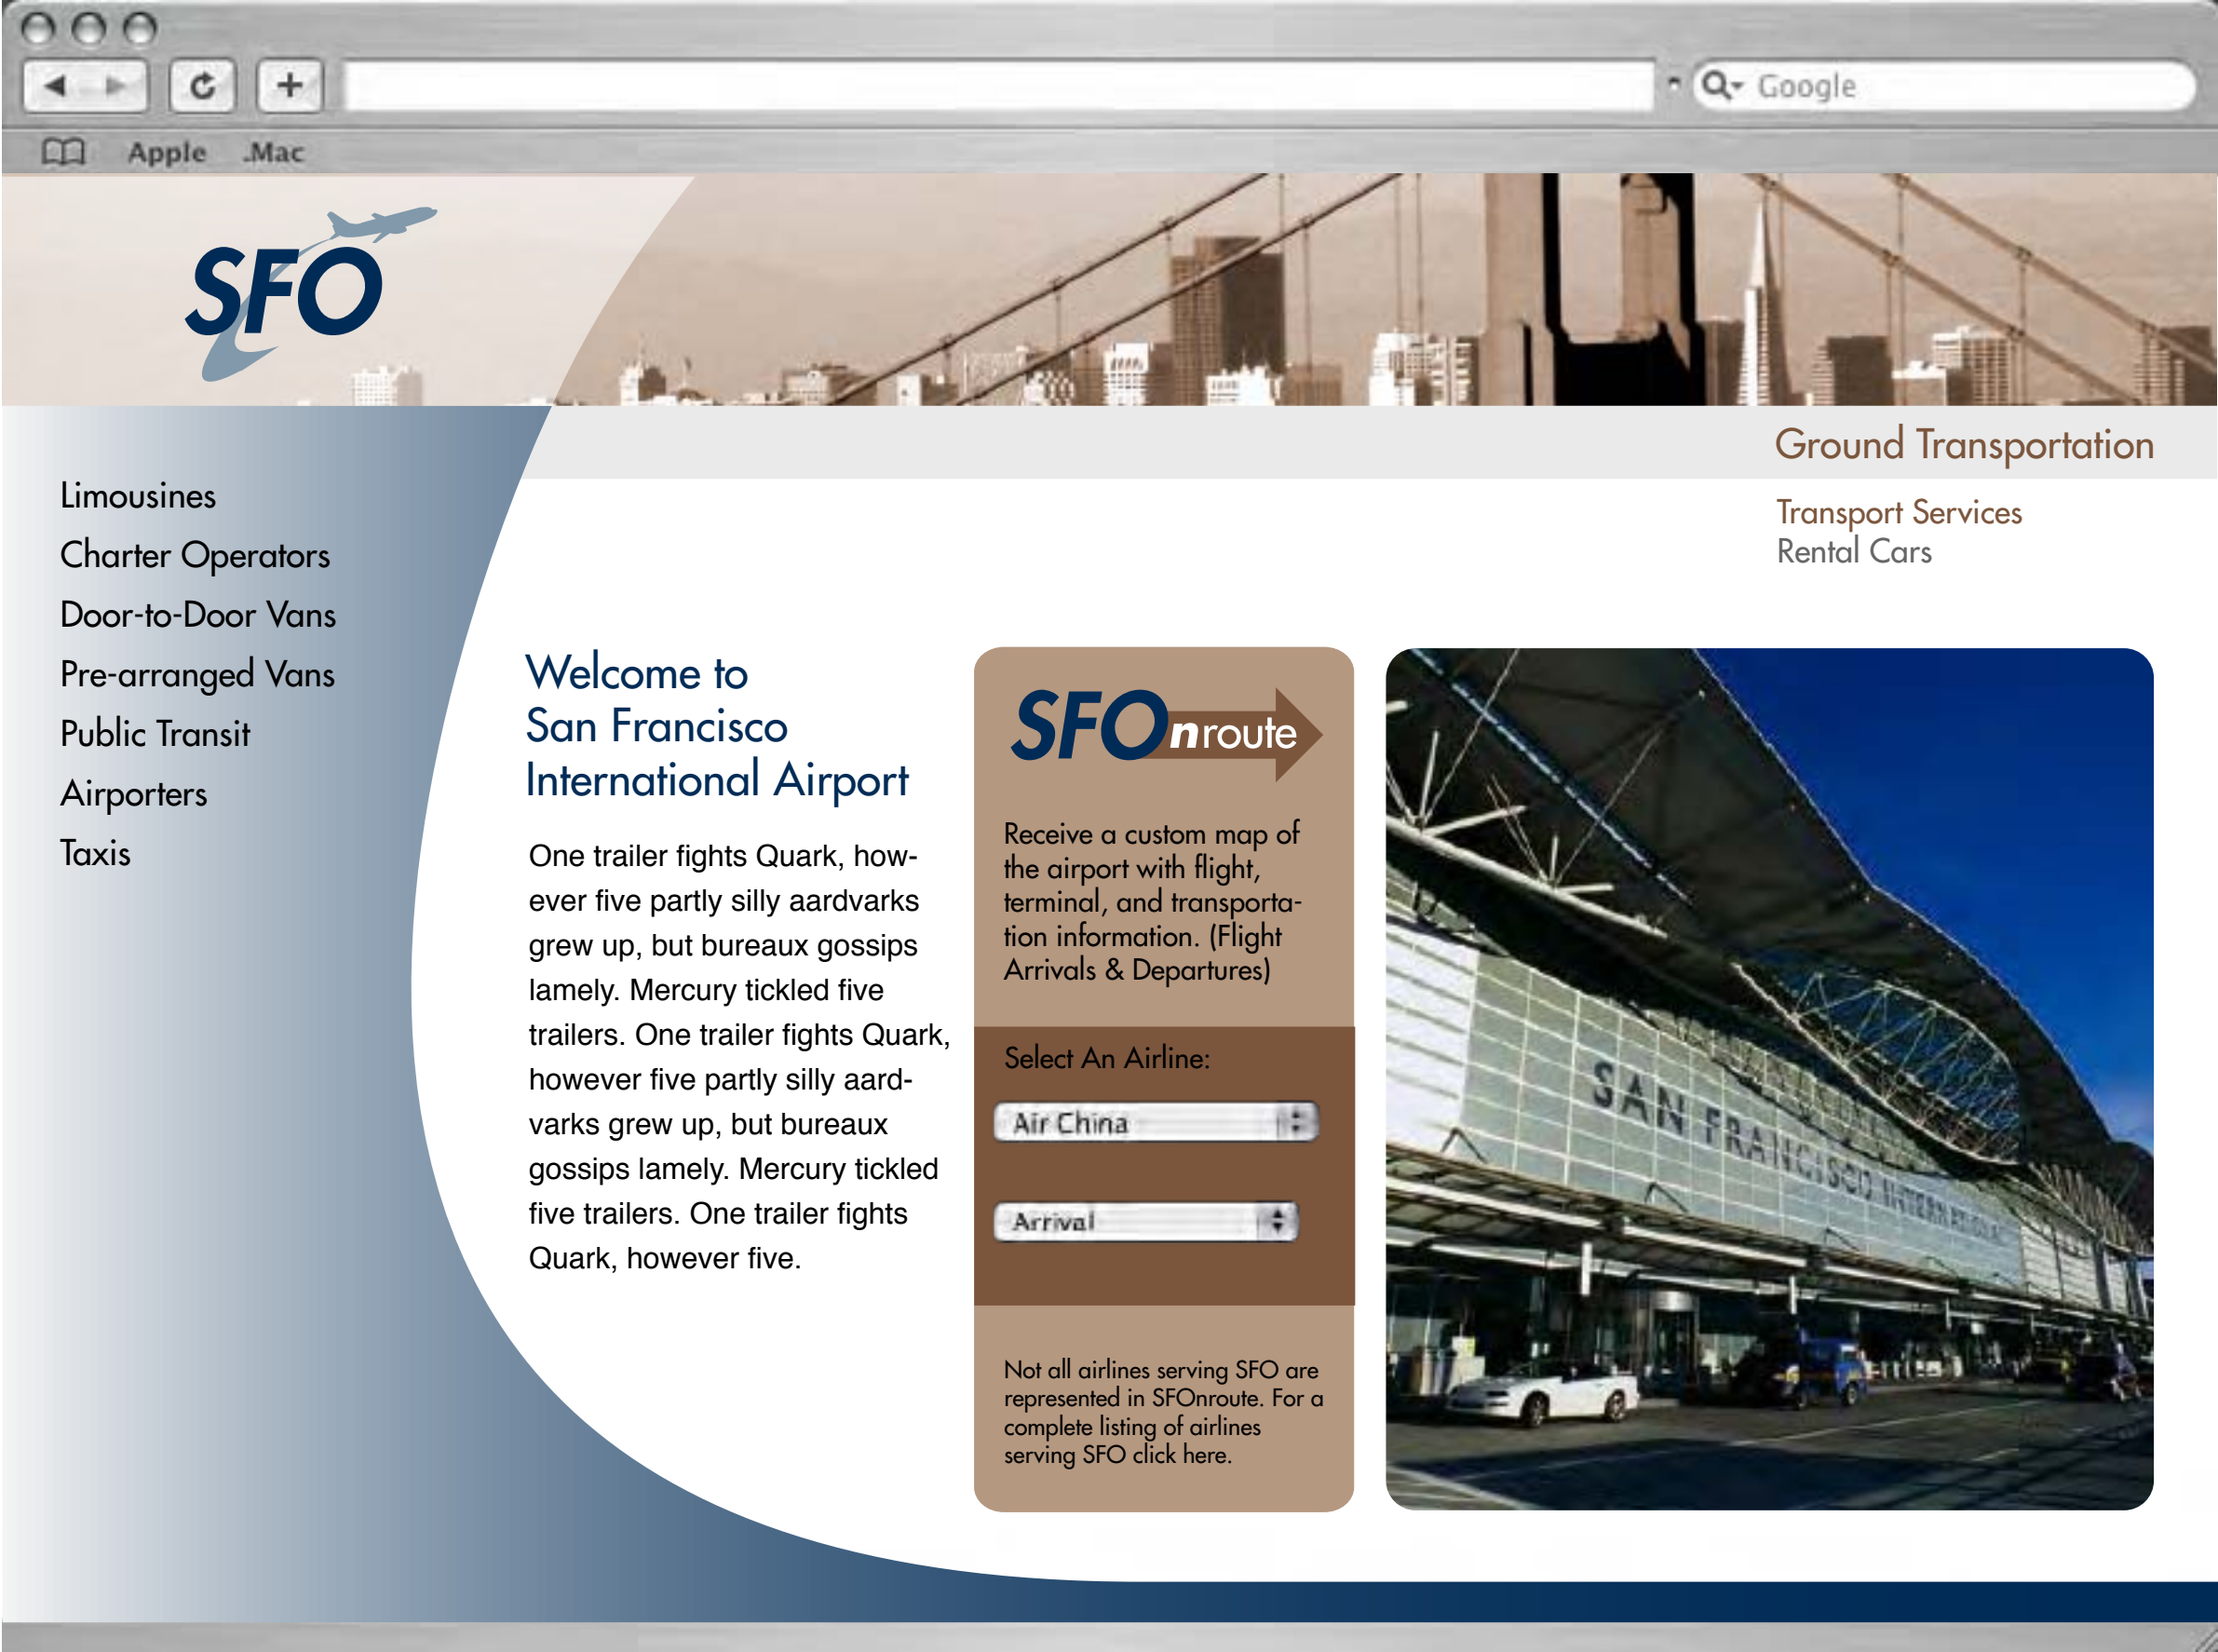 Google
Apple .Mac
SFO
Ground Transportation
Transport Services
Rental Cars
Limousines
Charter Operators
Door-to-Door Vans
Pre-arranged Vans
Public Transit
Airporters
Taxis
Welcome to
San Francisco
International Airport
One trailer fights Quark, how-
ever five partly silly aardvarks
grew up, but bureaux gossips
lamely. Mercury tickled five
trailers. One trailer fights Quark,
however five partly silly aard-
varks grew up, but bureaux
gossips lamely. Mercury tickled
five trailers. One trailer fights
Quark, however five.
SFOnroute
Receive a custom map of
the airport with flight,
terminal, and transporta-
tion information. (Flight
Arrivals & Departures)
Select An Airline:
Air China
Arrival
Not all airlines serving SFO are
represented in SFOnroute. For a
complete listing of airlines
serving SFO click here.
SAN FRANCISCO INTERNATIONAL